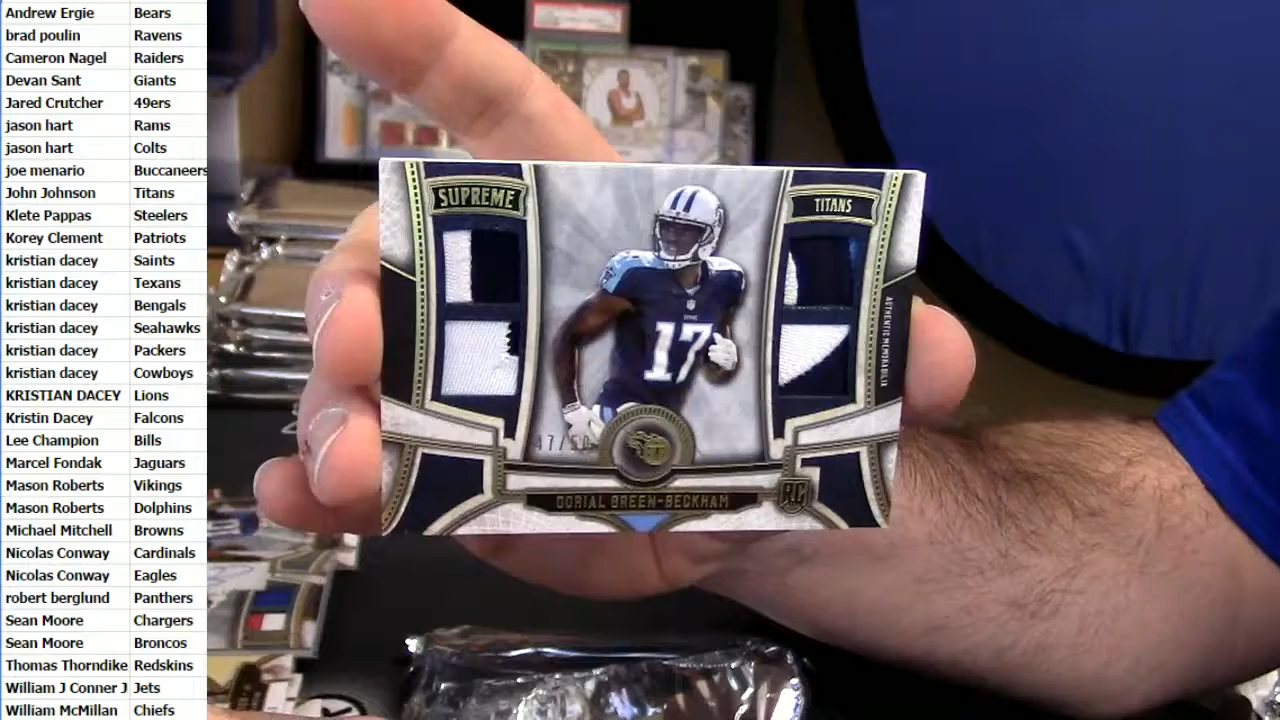 Andrew Ergie Bears
brad poulin Ravens
Cameron Nagel Raiders
Devan Sant Giants
Jared Crutcher 49ers
jason hart Rams
jason hart Colts
joe menario Buccaneers
John Johnson Titans
Klete Pappas Steelers
Korey Clement Patriots
kristian dacey Saints
kristian dacey Texans
kristian dacey Bengals
kristian dacey Seahawks
kristian dacey Packers
kristian dacey Cowboys
KRISTIAN DACEY Lions
Kristin Dacey Falcons
Lee Champion Bills
Marcel Fondak Jaguars
Mason Roberts Vikings
Mason Roberts Dolphins
Michael Mitchell Browns
Nicolas Conway Cardinals
Nicolas Conway Eagles
robert berglund Panthers
Sean Moore Chargers
Sean Moore Broncos
Thomas Thorndike Redskins
William J Conner J Jets
William McMillan Chiefs
SUPREME
TITANS
AUTHENTIC MEMORABILIA
17
47/50
DORIAL GREEN-BECKHAM
RC